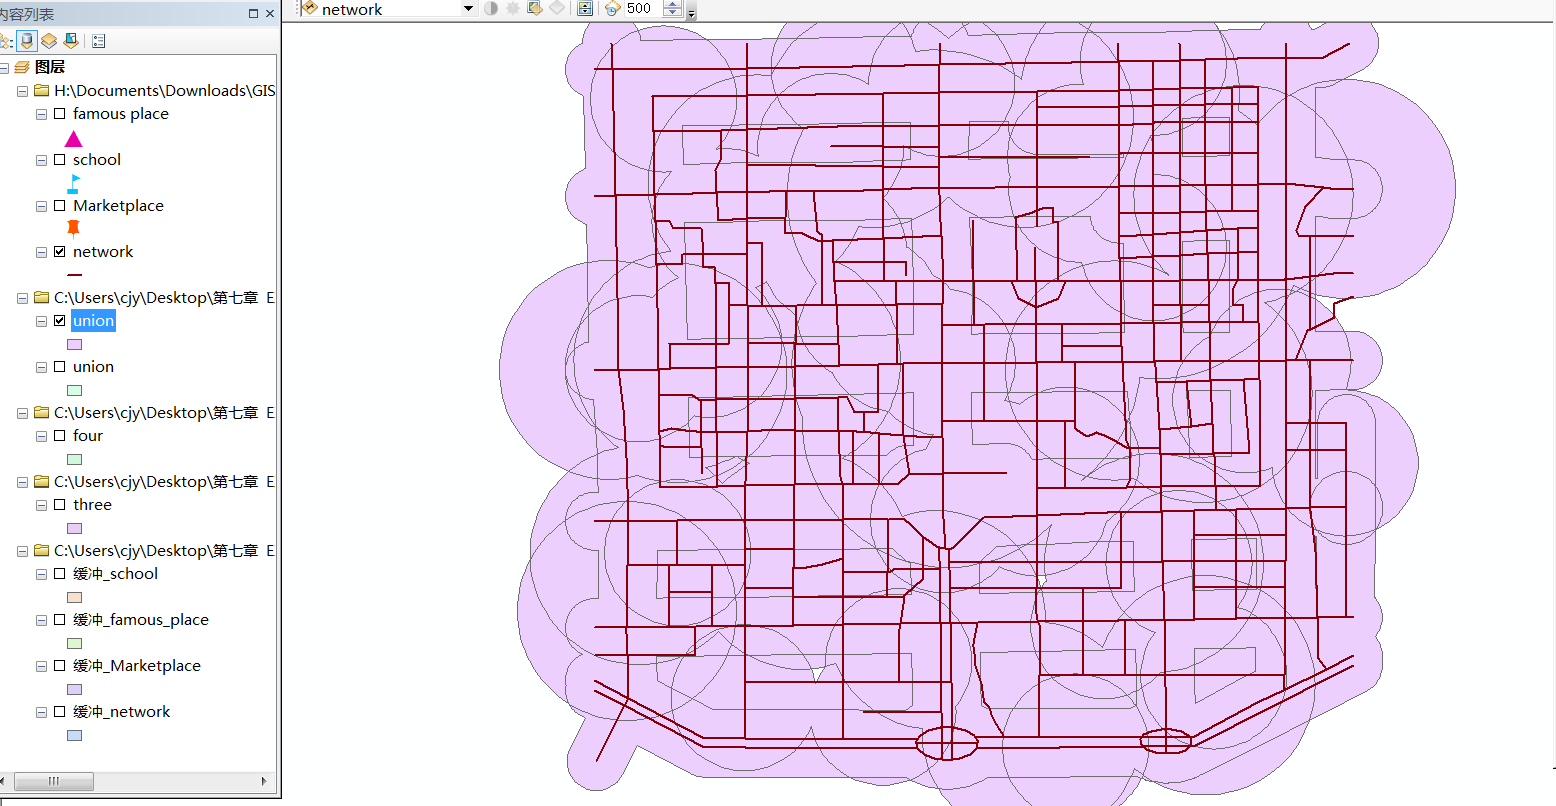 内容列表
network
500
图层
H:\Documents\Downloads\GIS
famous place
school
Marketplace
network
C:\Users\cjy\Desktop\第七章 E
union
union
C:\Users\cjy\Desktop\第七章 E
four
C:\Users\cjy\Desktop\第七章 E
three
C:\Users\cjy\Desktop\第七章 E
缓冲_school
缓冲_famous_place
缓冲_Marketplace
缓冲_network